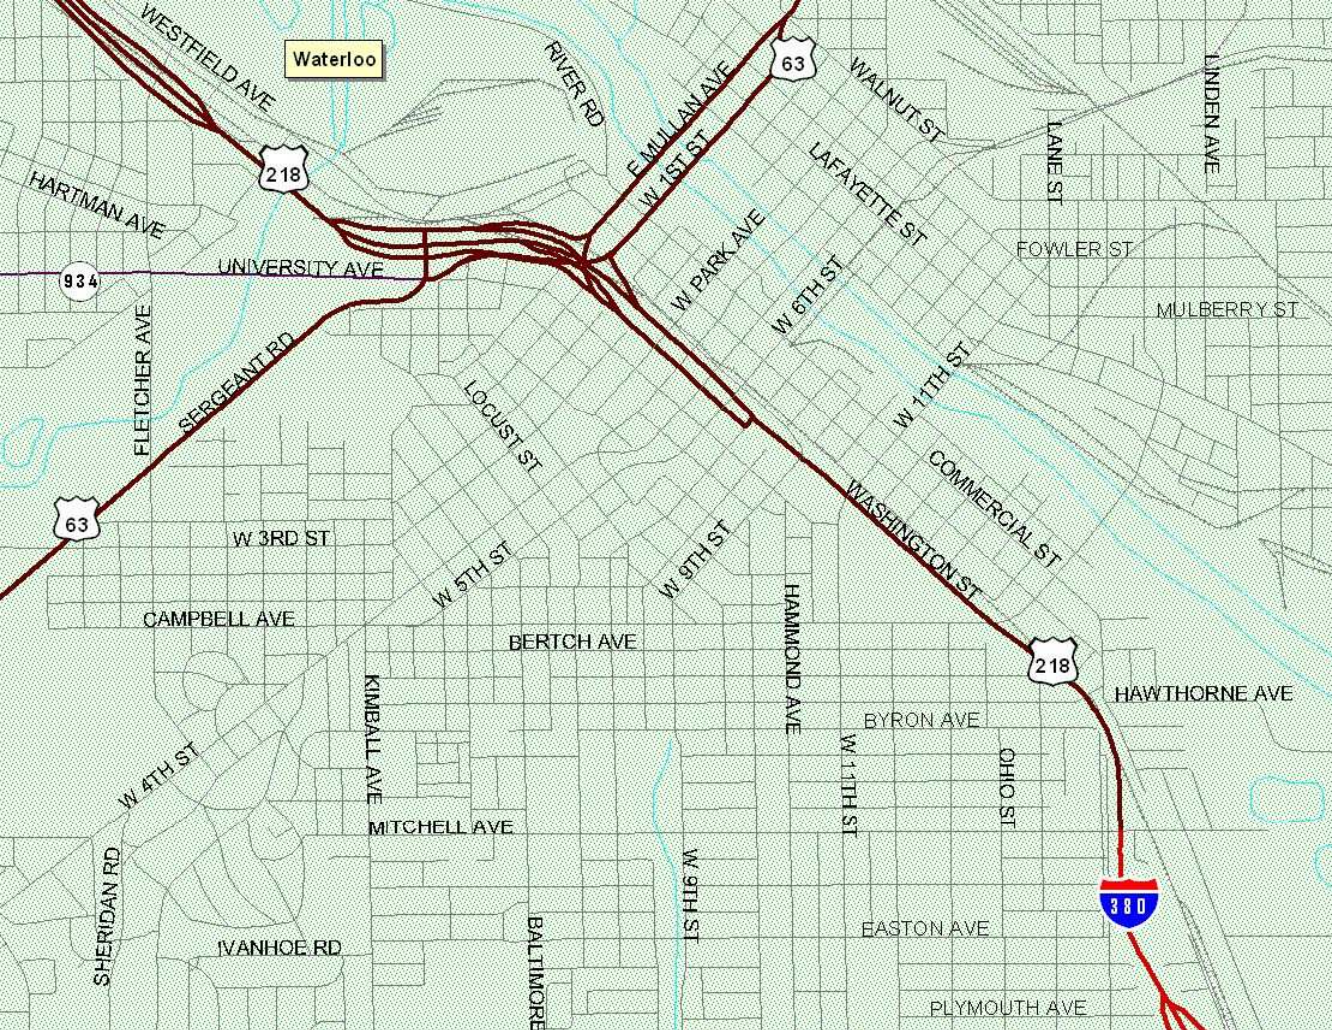 WESTFIELD AVE
Waterloo
RIVER RD
63
E MULLAN AVE
WALNUT ST
LINDEN AVE
218
W 1ST ST
LANE ST
HARTMAN AVE
LAFAYETTE ST
W PARK AVE
FOWLER ST
934
UNIVERSITY AVE
W 6TH ST
MULBERRY ST
FLETCHER AVE
SERGEANT RD
LOCUST ST
W 11TH ST
COMMERCIAL ST
63
W 3RD ST
W 5TH ST
W 9TH ST
WASHINGTON ST
CAMPBELL AVE
BERTCH AVE
HAMMOND AVE
218
HAWTHORNE AVE
KIMBALL AVE
BYRON AVE
W 4TH ST
W 11TH ST
OHIO ST
MITCHELL AVE
SHERIDAN RD
W 9TH ST
380
IVANHOE RD
BALTIMORE
EASTON AVE
PLYMOUTH AVE